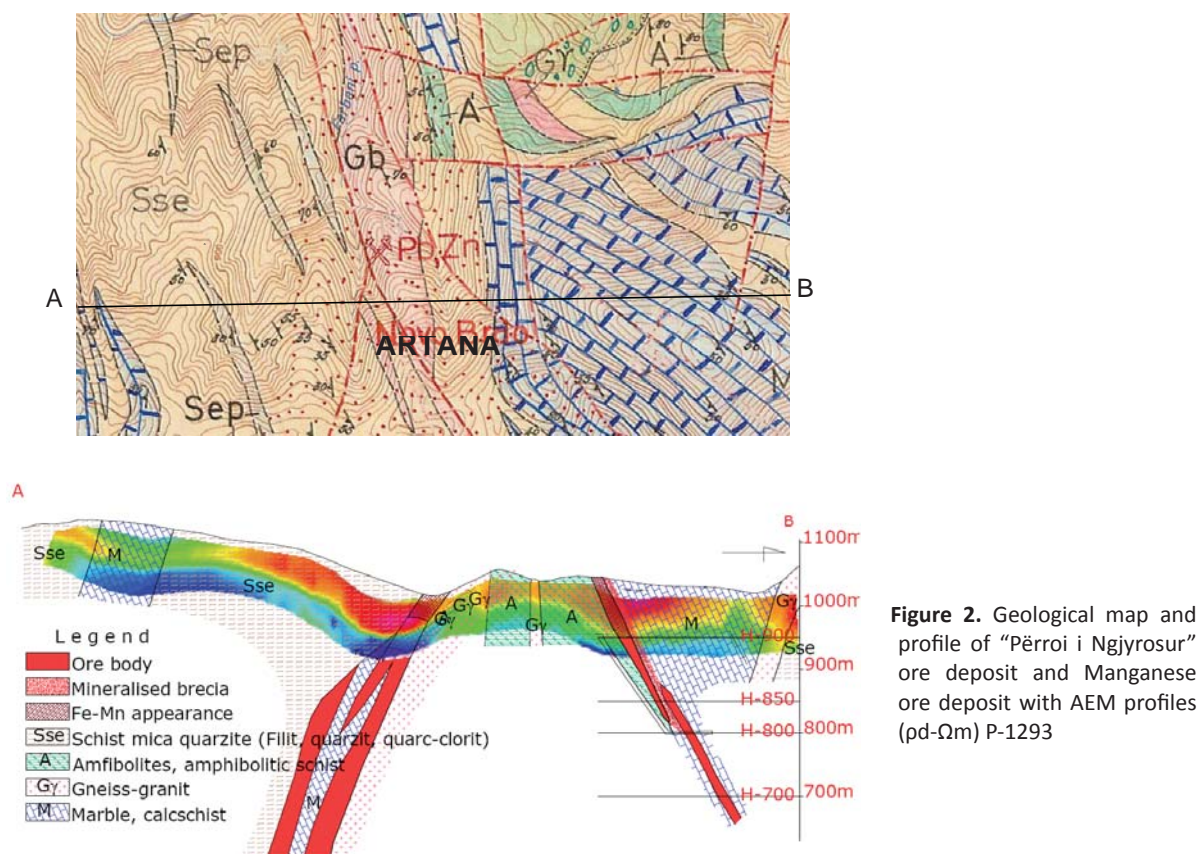 Sep
Gγ
A
A
Sse
Gb
Pb,Zn
A
B
Novo Brdo
ARTANA
Sep
M
A
B
1100m
Sse
M
Sse
Gγ
Gγ
A
Gγ
A
M
Gγ
1000m
H-900
Sse
900m
H-850
H-800
800m
H-700
700m
M
Legend
Ore body
Mineralised brecia
Fe-Mn appearance
Sse Schist mica quarzite (Filit, quarzit, quarc-clorit)
A Amfibolites, amphibolitic schist
Gγ Gneiss-granit
M Marble, calcschist
Figure 2. Geological map and
profile of “Përroi i Ngjyrosur”
ore deposit and Manganese
ore deposit with AEM profiles
(ρd-Ωm) P-1293